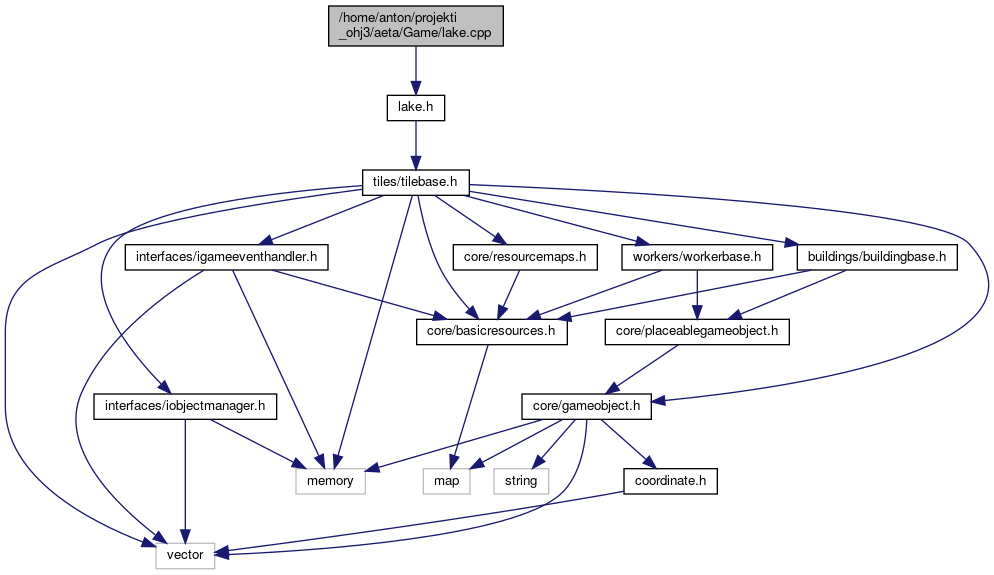 /home/anton/projekti
_ohj3/aeta/Game/lake.cpp
lake.h
tiles/tilebase.h
interfaces/igameeventhandler.h
core/resourcemaps.h
workers/workerbase.h
buildings/buildingbase.h
core/basicresources.h
core/placeablegameobject.h
interfaces/iobjectmanager.h
core/gameobject.h
memory
map
string
coordinate.h
vector